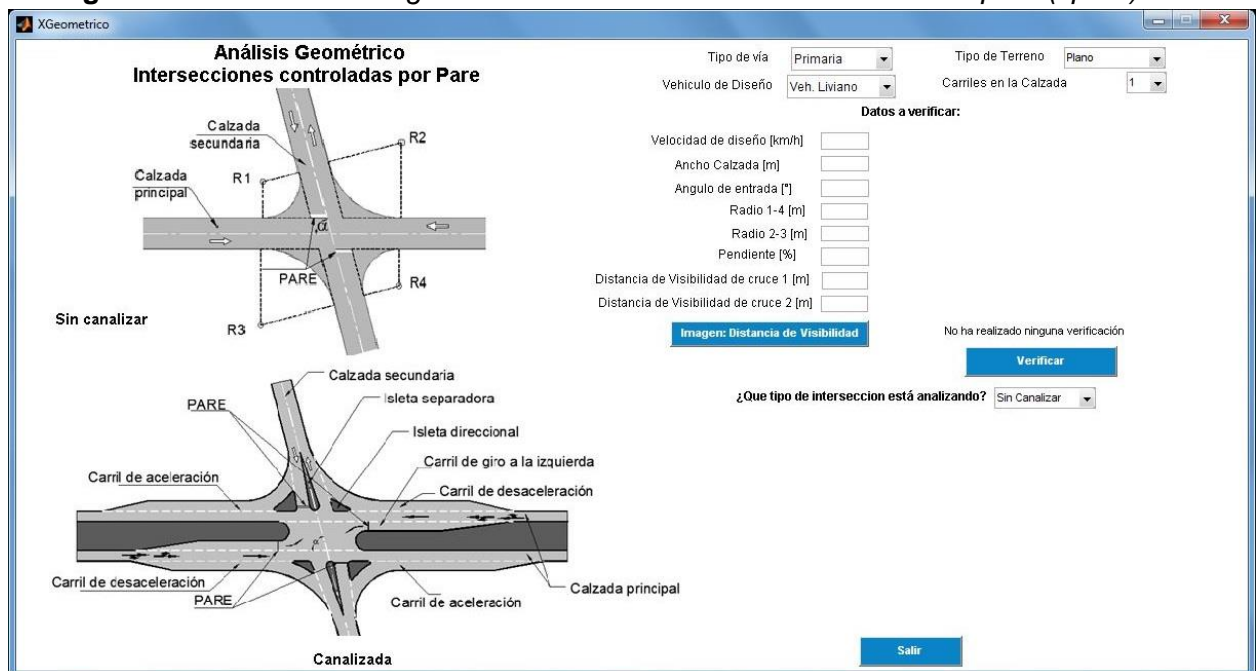 XGeometrico
Análisis Geométrico
Intersecciones controladas por Pare
Calzada
secundaria
R2
Calzada
principal
R1
α
PARE
R4
Sin canalizar
R3
Calzada secundaria
PARE
Isleta separadora
Isleta direccional
Carril de giro a la izquierda
Carril de aceleración
Carril de desaceleración
α
Carril de desaceleración
Calzada principal
PARE
Carril de aceleración
Canalizada
Tipo de vía Primaria
Tipo de Terreno Plano
Vehiculo de Diseño Veh. Liviano
Carriles en la Calzada 1
Datos a verificar:
Velocidad de diseño [km/h]
Ancho Calzada [m]
Angulo de entrada [°]
Radio 1-4 [m]
Radio 2-3 [m]
Pendiente [%]
Distancia de Visibilidad de cruce 1 [m]
Distancia de Visibilidad de cruce 2 [m]
Imagen: Distancia de Visibilidad
No ha realizado ninguna verificación
Verificar
¿Que tipo de interseccion está analizando? Sin Canalizar
Salir